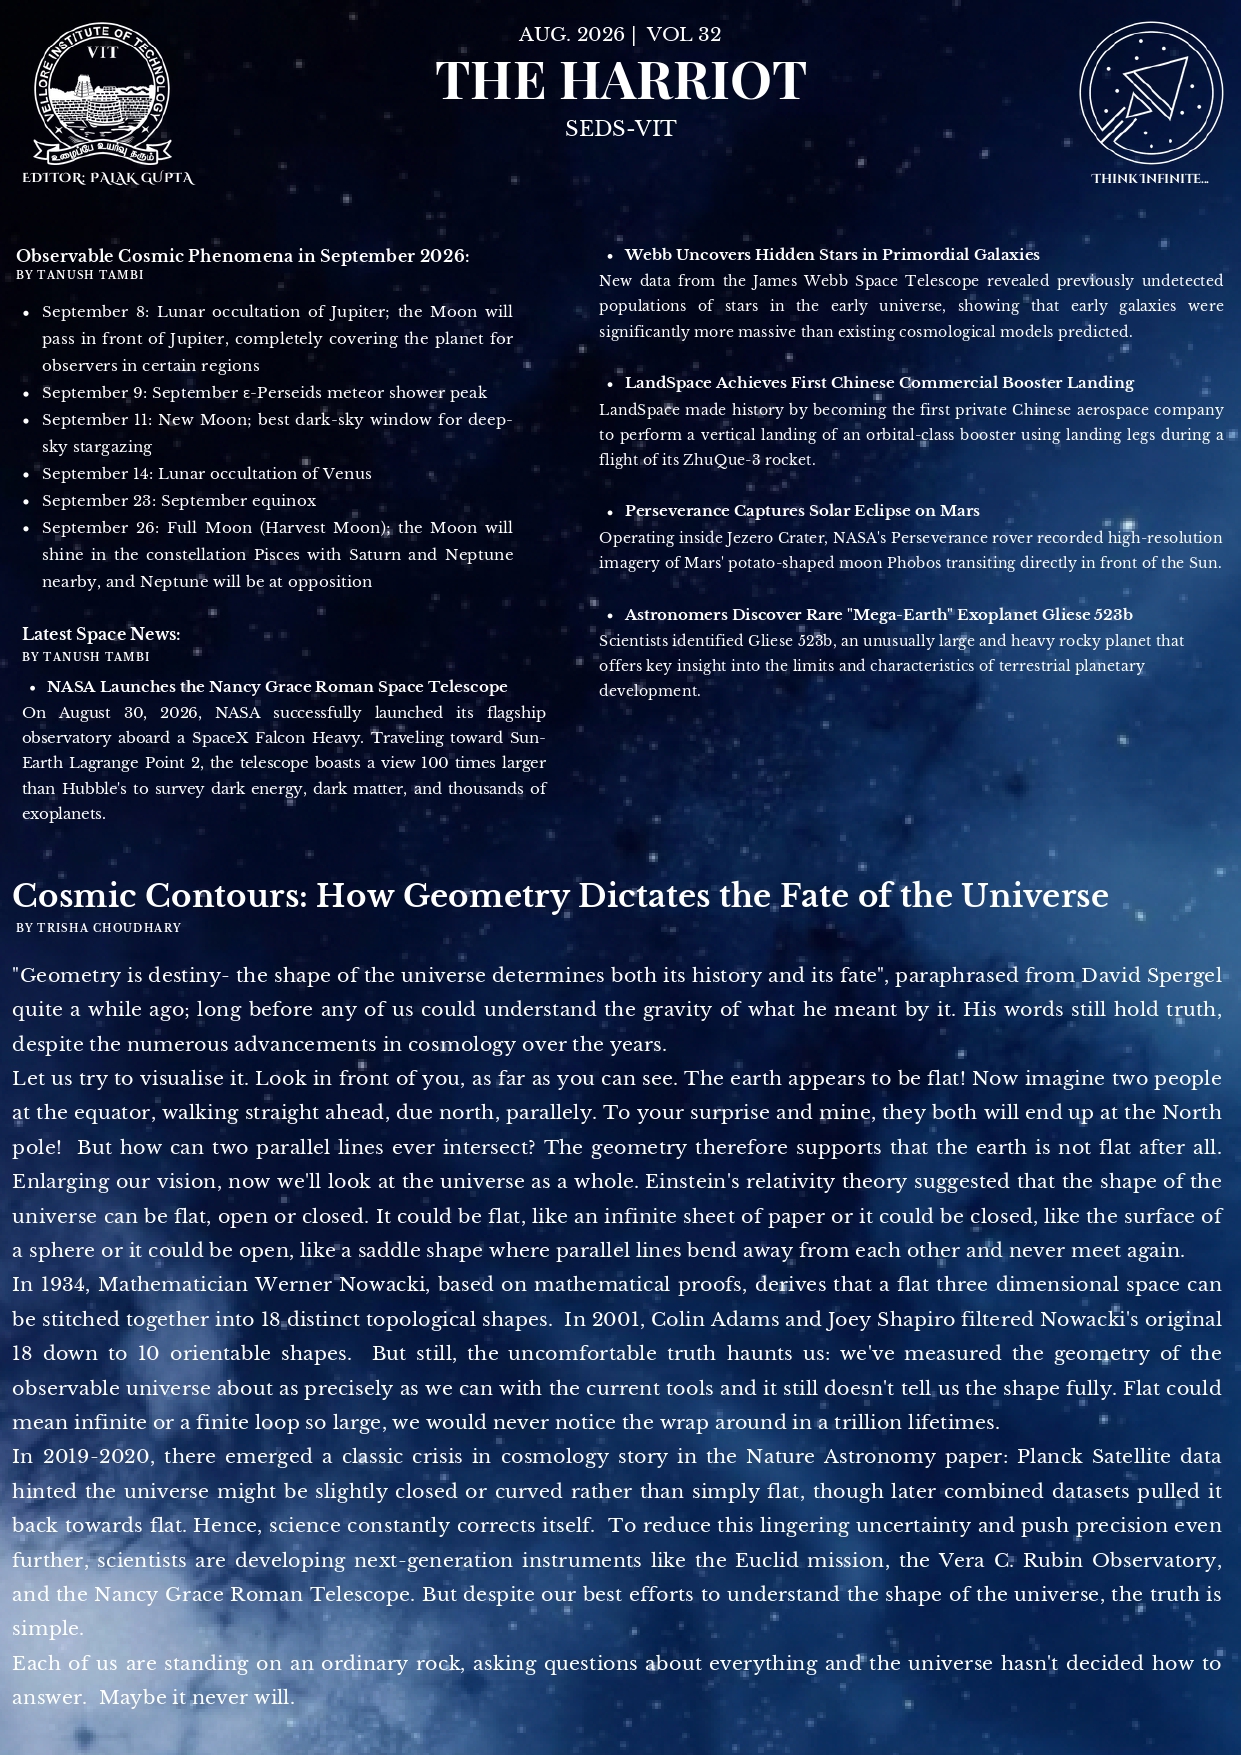 AUG. 2026 | VOL 32
THE HARRIOT
SEDS-VIT
VELLORE INSTITUTE OF TECHNOLOGY
VIT
உழைப்பே உயர்வு தரும்
EDITOR: PALAK GUPTA
THINK INFINITE...
Observable Cosmic Phenomena in September 2026:
BY TANUSH TAMBI
• September 8: Lunar occultation of Jupiter; the Moon will
pass in front of Jupiter, completely covering the planet for
observers in certain regions
• September 9: September ε-Perseids meteor shower peak
• September 11: New Moon; best dark-sky window for deep-
sky stargazing
• September 14: Lunar occultation of Venus
• September 23: September equinox
• September 26: Full Moon (Harvest Moon); the Moon will
shine in the constellation Pisces with Saturn and Neptune
nearby, and Neptune will be at opposition
Latest Space News:
BY TANUSH TAMBI
• NASA Launches the Nancy Grace Roman Space Telescope
On August 30, 2026, NASA successfully launched its flagship
observatory aboard a SpaceX Falcon Heavy. Traveling toward Sun-
Earth Lagrange Point 2, the telescope boasts a view 100 times larger
than Hubble's to survey dark energy, dark matter, and thousands of
exoplanets.
• Webb Uncovers Hidden Stars in Primordial Galaxies
New data from the James Webb Space Telescope revealed previously undetected
populations of stars in the early universe, showing that early galaxies were
significantly more massive than existing cosmological models predicted.
• LandSpace Achieves First Chinese Commercial Booster Landing
LandSpace made history by becoming the first private Chinese aerospace company
to perform a vertical landing of an orbital-class booster using landing legs during a
flight of its ZhuQue-3 rocket.
• Perseverance Captures Solar Eclipse on Mars
Operating inside Jezero Crater, NASA's Perseverance rover recorded high-resolution
imagery of Mars' potato-shaped moon Phobos transiting directly in front of the Sun.
• Astronomers Discover Rare "Mega-Earth" Exoplanet Gliese 523b
Scientists identified Gliese 523b, an unusually large and heavy rocky planet that
offers key insight into the limits and characteristics of terrestrial planetary
development.
Cosmic Contours: How Geometry Dictates the Fate of the Universe
BY TRISHA CHOUDHARY
"Geometry is destiny- the shape of the universe determines both its history and its fate", paraphrased from David Spergel
quite a while ago; long before any of us could understand the gravity of what he meant by it. His words still hold truth,
despite the numerous advancements in cosmology over the years.
Let us try to visualise it. Look in front of you, as far as you can see. The earth appears to be flat! Now imagine two people
at the equator, walking straight ahead, due north, parallely. To your surprise and mine, they both will end up at the North
pole! But how can two parallel lines ever intersect? The geometry therefore supports that the earth is not flat after all.
Enlarging our vision, now we'll look at the universe as a whole. Einstein's relativity theory suggested that the shape of the
universe can be flat, open or closed. It could be flat, like an infinite sheet of paper or it could be closed, like the surface of
a sphere or it could be open, like a saddle shape where parallel lines bend away from each other and never meet again.
In 1934, Mathematician Werner Nowacki, based on mathematical proofs, derives that a flat three dimensional space can
be stitched together into 18 distinct topological shapes. In 2001, Colin Adams and Joey Shapiro filtered Nowacki's original
18 down to 10 orientable shapes. But still, the uncomfortable truth haunts us: we've measured the geometry of the
observable universe about as precisely as we can with the current tools and it still doesn't tell us the shape fully. Flat could
mean infinite or a finite loop so large, we would never notice the wrap around in a trillion lifetimes.
In 2019-2020, there emerged a classic crisis in cosmology story in the Nature Astronomy paper: Planck Satellite data
hinted the universe might be slightly closed or curved rather than simply flat, though later combined datasets pulled it
back towards flat. Hence, science constantly corrects itself. To reduce this lingering uncertainty and push precision even
further, scientists are developing next-generation instruments like the Euclid mission, the Vera C. Rubin Observatory,
and the Nancy Grace Roman Telescope. But despite our best efforts to understand the shape of the universe, the truth is
simple.
Each of us are standing on an ordinary rock, asking questions about everything and the universe hasn't decided how to
answer. Maybe it never will.